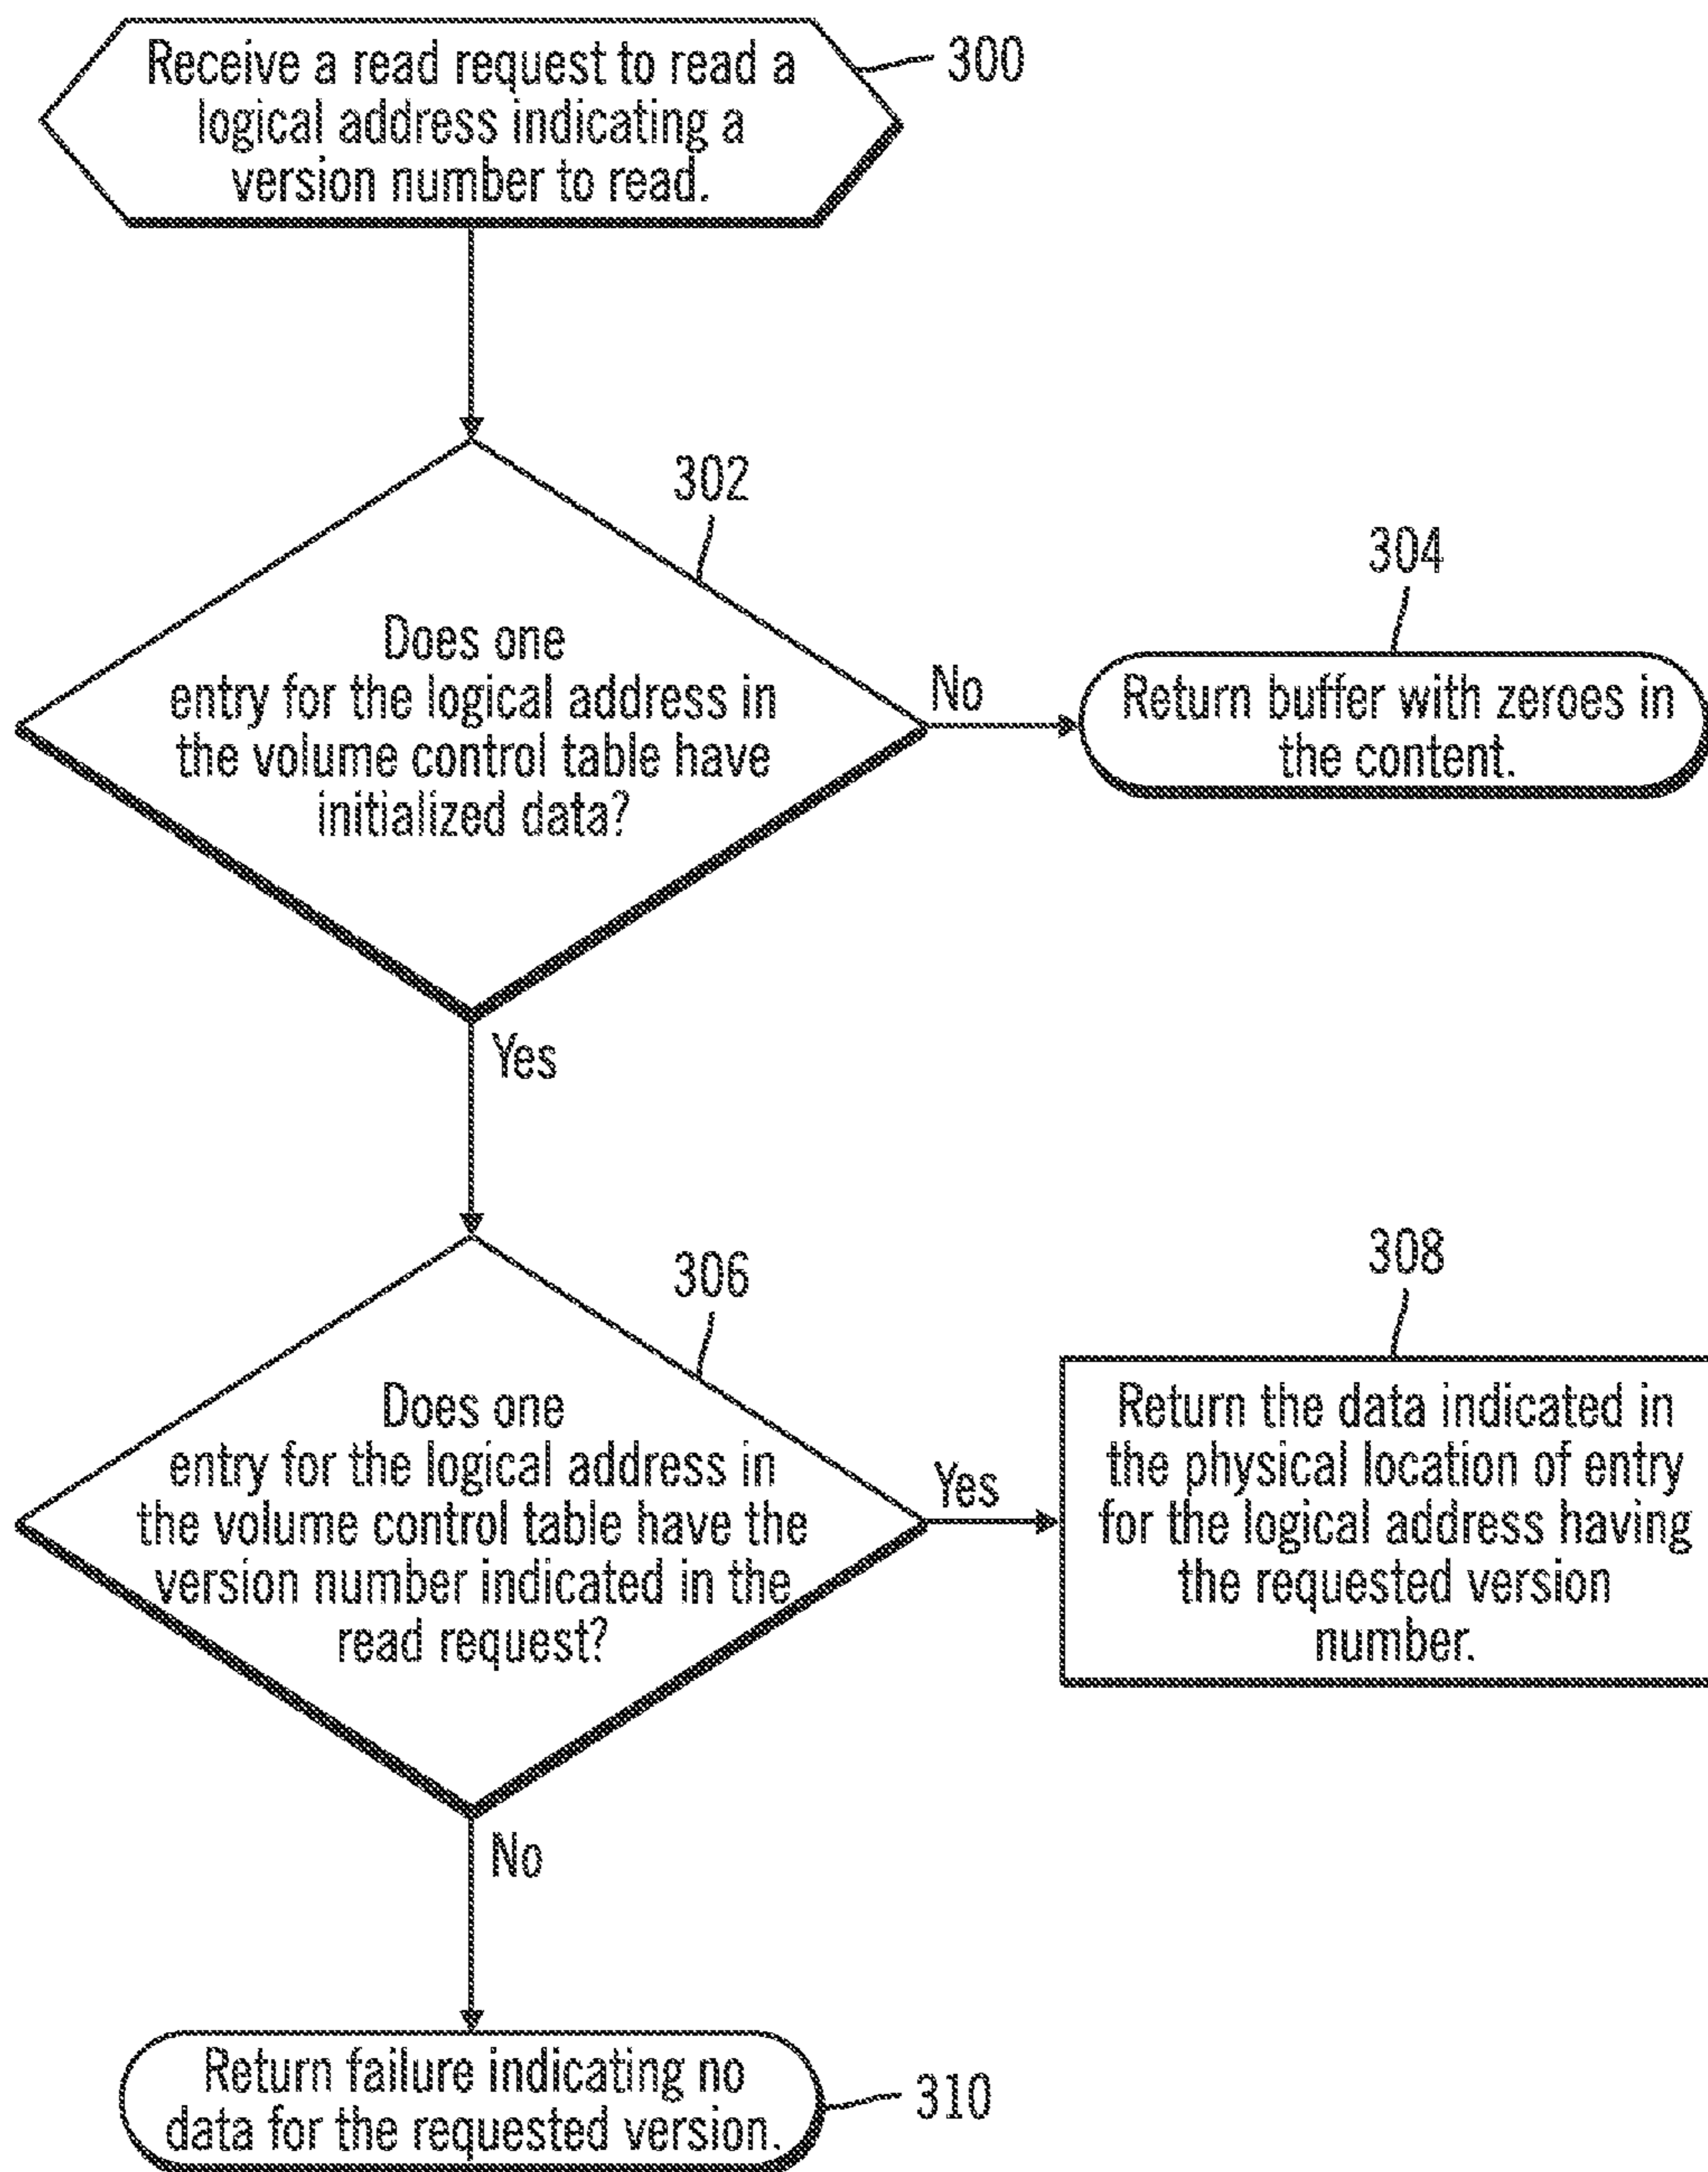 Receive a read request to read a
logical address indicating a
version number to read.
300
302
Does one
entry for the logical address in
the volume control table have
initialized data?
No
304
Return buffer with zeroes in
the content.
Yes
306
Does one
entry for the logical address in
the volume control table have the
version number indicated in the
read request?
Yes
308
Return the data indicated in
the physical location of entry
for the logical address having
the requested version
number.
No
Return failure indicating no
data for the requested version.
310